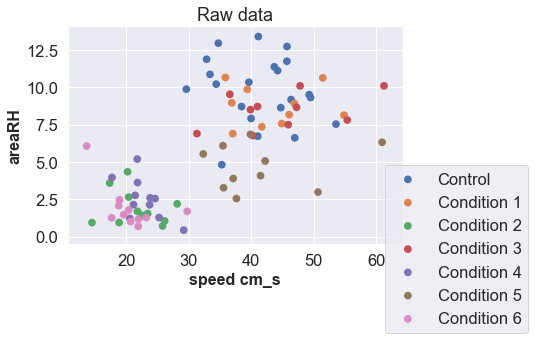 Raw data
12.5
10.0
7.5
5.0
2.5
0.0
areaRH
20 30 40 50 60
speed cm_s
Control
Condition 1
Condition 2
Condition 3
Condition 4
Condition 5
Condition 6